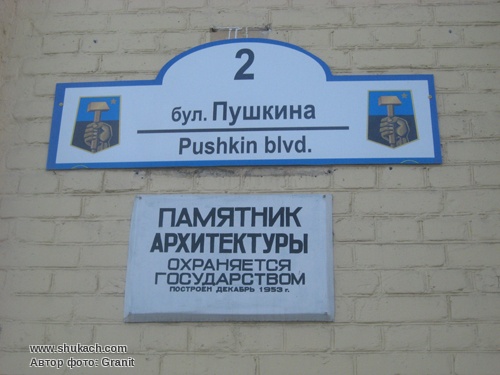 2
бул. Пушкина
Pushkin blvd.
ПАМЯТНИК
АРХИТЕКТУРЫ
ОХРАНЯЕТСЯ
ГОСУДАРСТВОМ
ПОСТРОЕН ДЕКАБРЬ 1953 г.
www.shukach.com
Автор фото: Granit